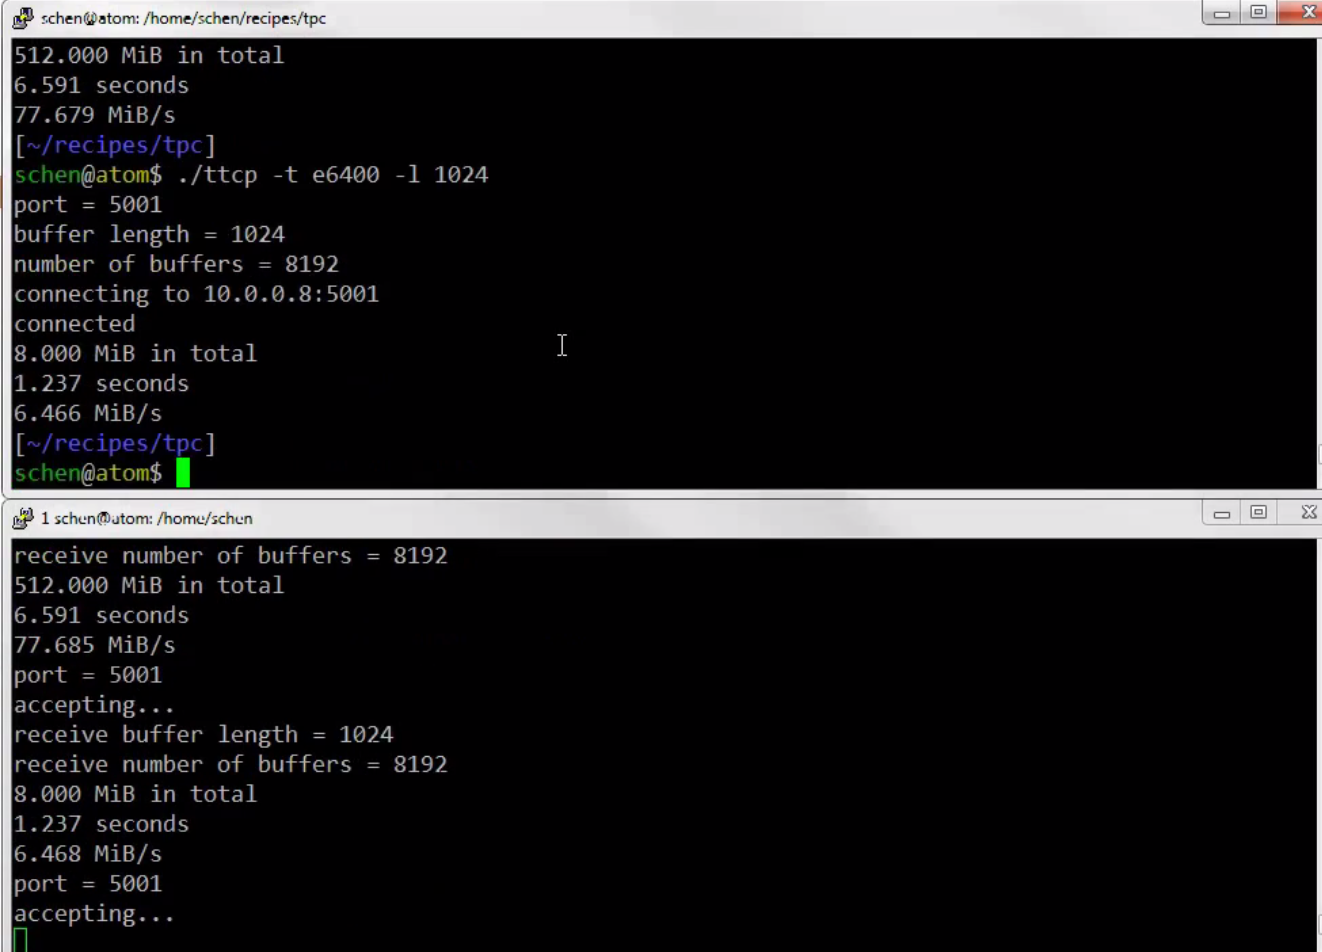 schen@atom: /home/schen/recipes/tpc
512.000 MiB in total
6.591 seconds
77.679 MiB/s
[~/recipes/tpc]
schen@atom$ ./ttcp -t e6400 -l 1024
port = 5001
buffer length = 1024
number of buffers = 8192
connecting to 10.0.0.8:5001
connected
8.000 MiB in total
1.237 seconds
6.466 MiB/s
[~/recipes/tpc]
schen@atom$
1 schen@atom: /home/schen
receive number of buffers = 8192
512.000 MiB in total
6.591 seconds
77.685 MiB/s
port = 5001
accepting...
receive buffer length = 1024
receive number of buffers = 8192
8.000 MiB in total
1.237 seconds
6.468 MiB/s
port = 5001
accepting...